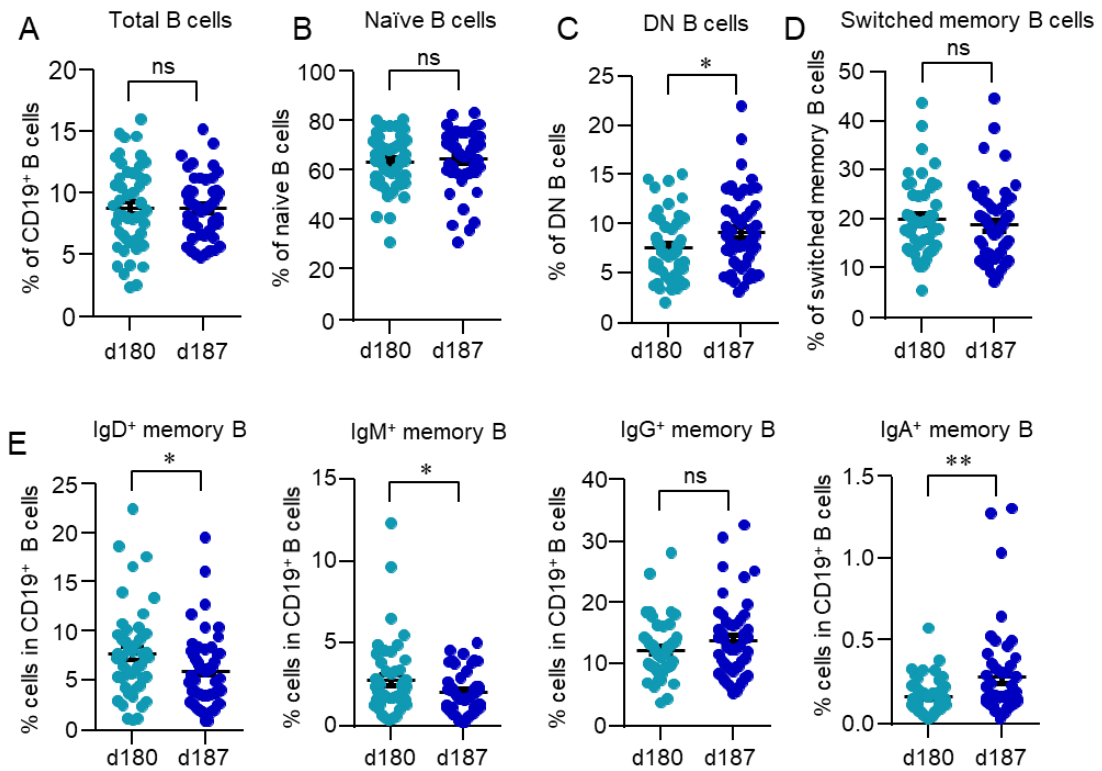 A
Total B cells
ns
% of CD19⁺ B cells
20
15
10
5
0
d180
d187
B
Naïve B cells
ns
% of naive B cells
100
80
60
40
20
0
d180
d187
C
DN B cells
*
% of DN B cells
25
20
15
10
5
0
d180
d187
D
Switched memory B cells
ns
% of switched memory B cells
50
40
30
20
10
0
d180
d187
E
IgD⁺ memory B
*
% cells in CD19⁺ B cells
25
20
15
10
5
0
d180
d187
IgM⁺ memory B
*
% cells in CD19⁺ B cells
15
10
5
0
d180
d187
IgG⁺ memory B
ns
% cells in CD19⁺ B cells
40
30
20
10
0
d180
d187
IgA⁺ memory B
**
% cells in CD19⁺ B cells
1.5
1.0
0.5
0.0
d180
d187